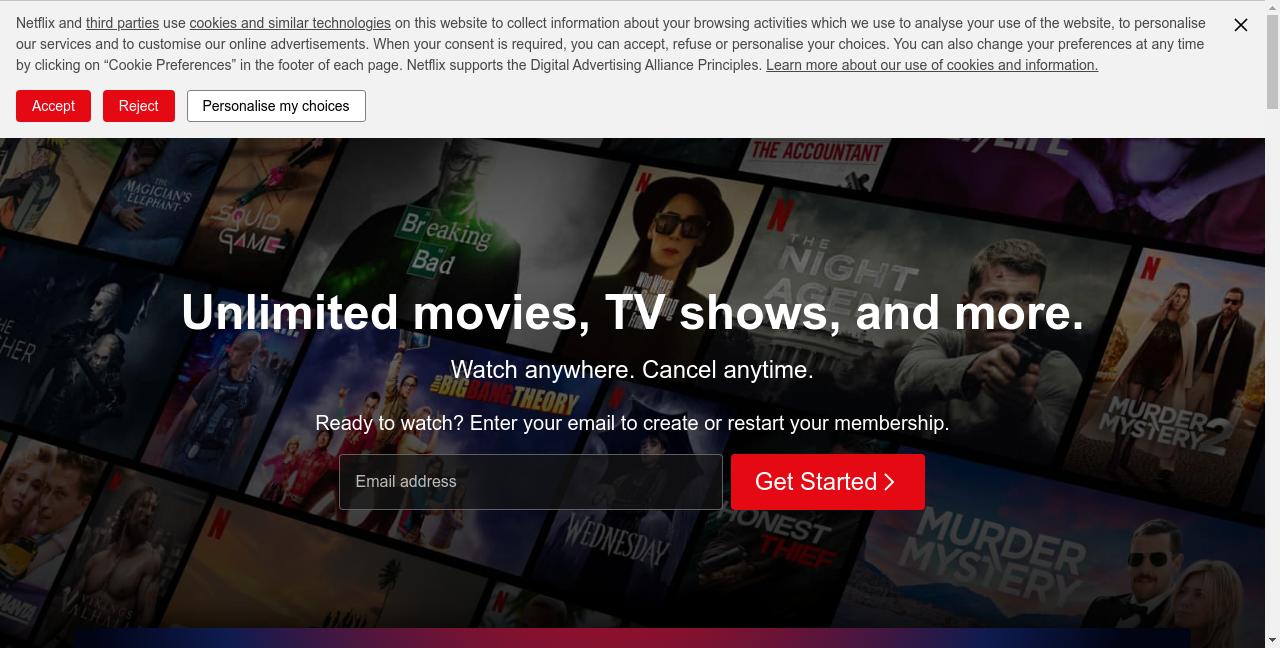 Netflix and third parties use cookies and similar technologies on this website to collect information about your browsing activities which we use to analyse your use of the website, to personalise
our services and to customise our online advertisements. When your consent is required, you can accept, refuse or personalise your choices. You can also change your preferences at any time
by clicking on “Cookie Preferences” in the footer of each page. Netflix supports the Digital Advertising Alliance Principles. Learn more about our use of cookies and information.
Accept
Reject
Personalise my choices
THE ACCOUNTANT
THE MAGICIAN'S
ELEPHANT
SQUID
GAME
Breaking
Bad
THE
NIGHT
AGENT
Unlimited movies, TV shows, and more.
Watch anywhere. Cancel anytime.
THE BIG BANG THEORY
MURDER
MYSTERY 2
Ready to watch? Enter your email to create or restart your membership.
Email address
Get Started
WEDNESDAY
HONEST
THIEF
MURDER
MYSTERY
VIKINGS
VALHALLA